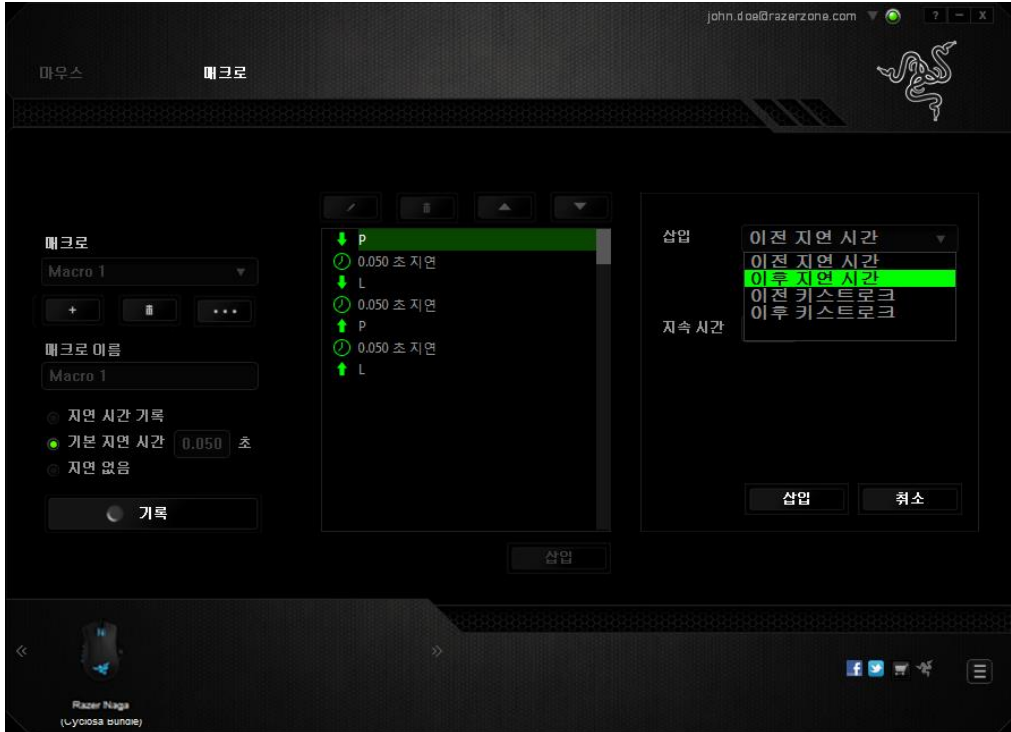 john.doe@razerzone.com
? – X
마우스
매크로
매크로
Macro 1
+
매크로 이름
Macro 1
지연 시간 기록
기본 지연 시간 0.050 초
지연 없음
기록
P
0.050 초 지연
L
0.050 초 지연
P
0.050 초 지연
L
삽입
삽입 이전 지연 시간
이전 지연 시간
이후 지연 시간
이전 키스트로크
이후 키스트로크
지속 시간
삽입
취소
Razer Naga
(Cyclosa Bundle)